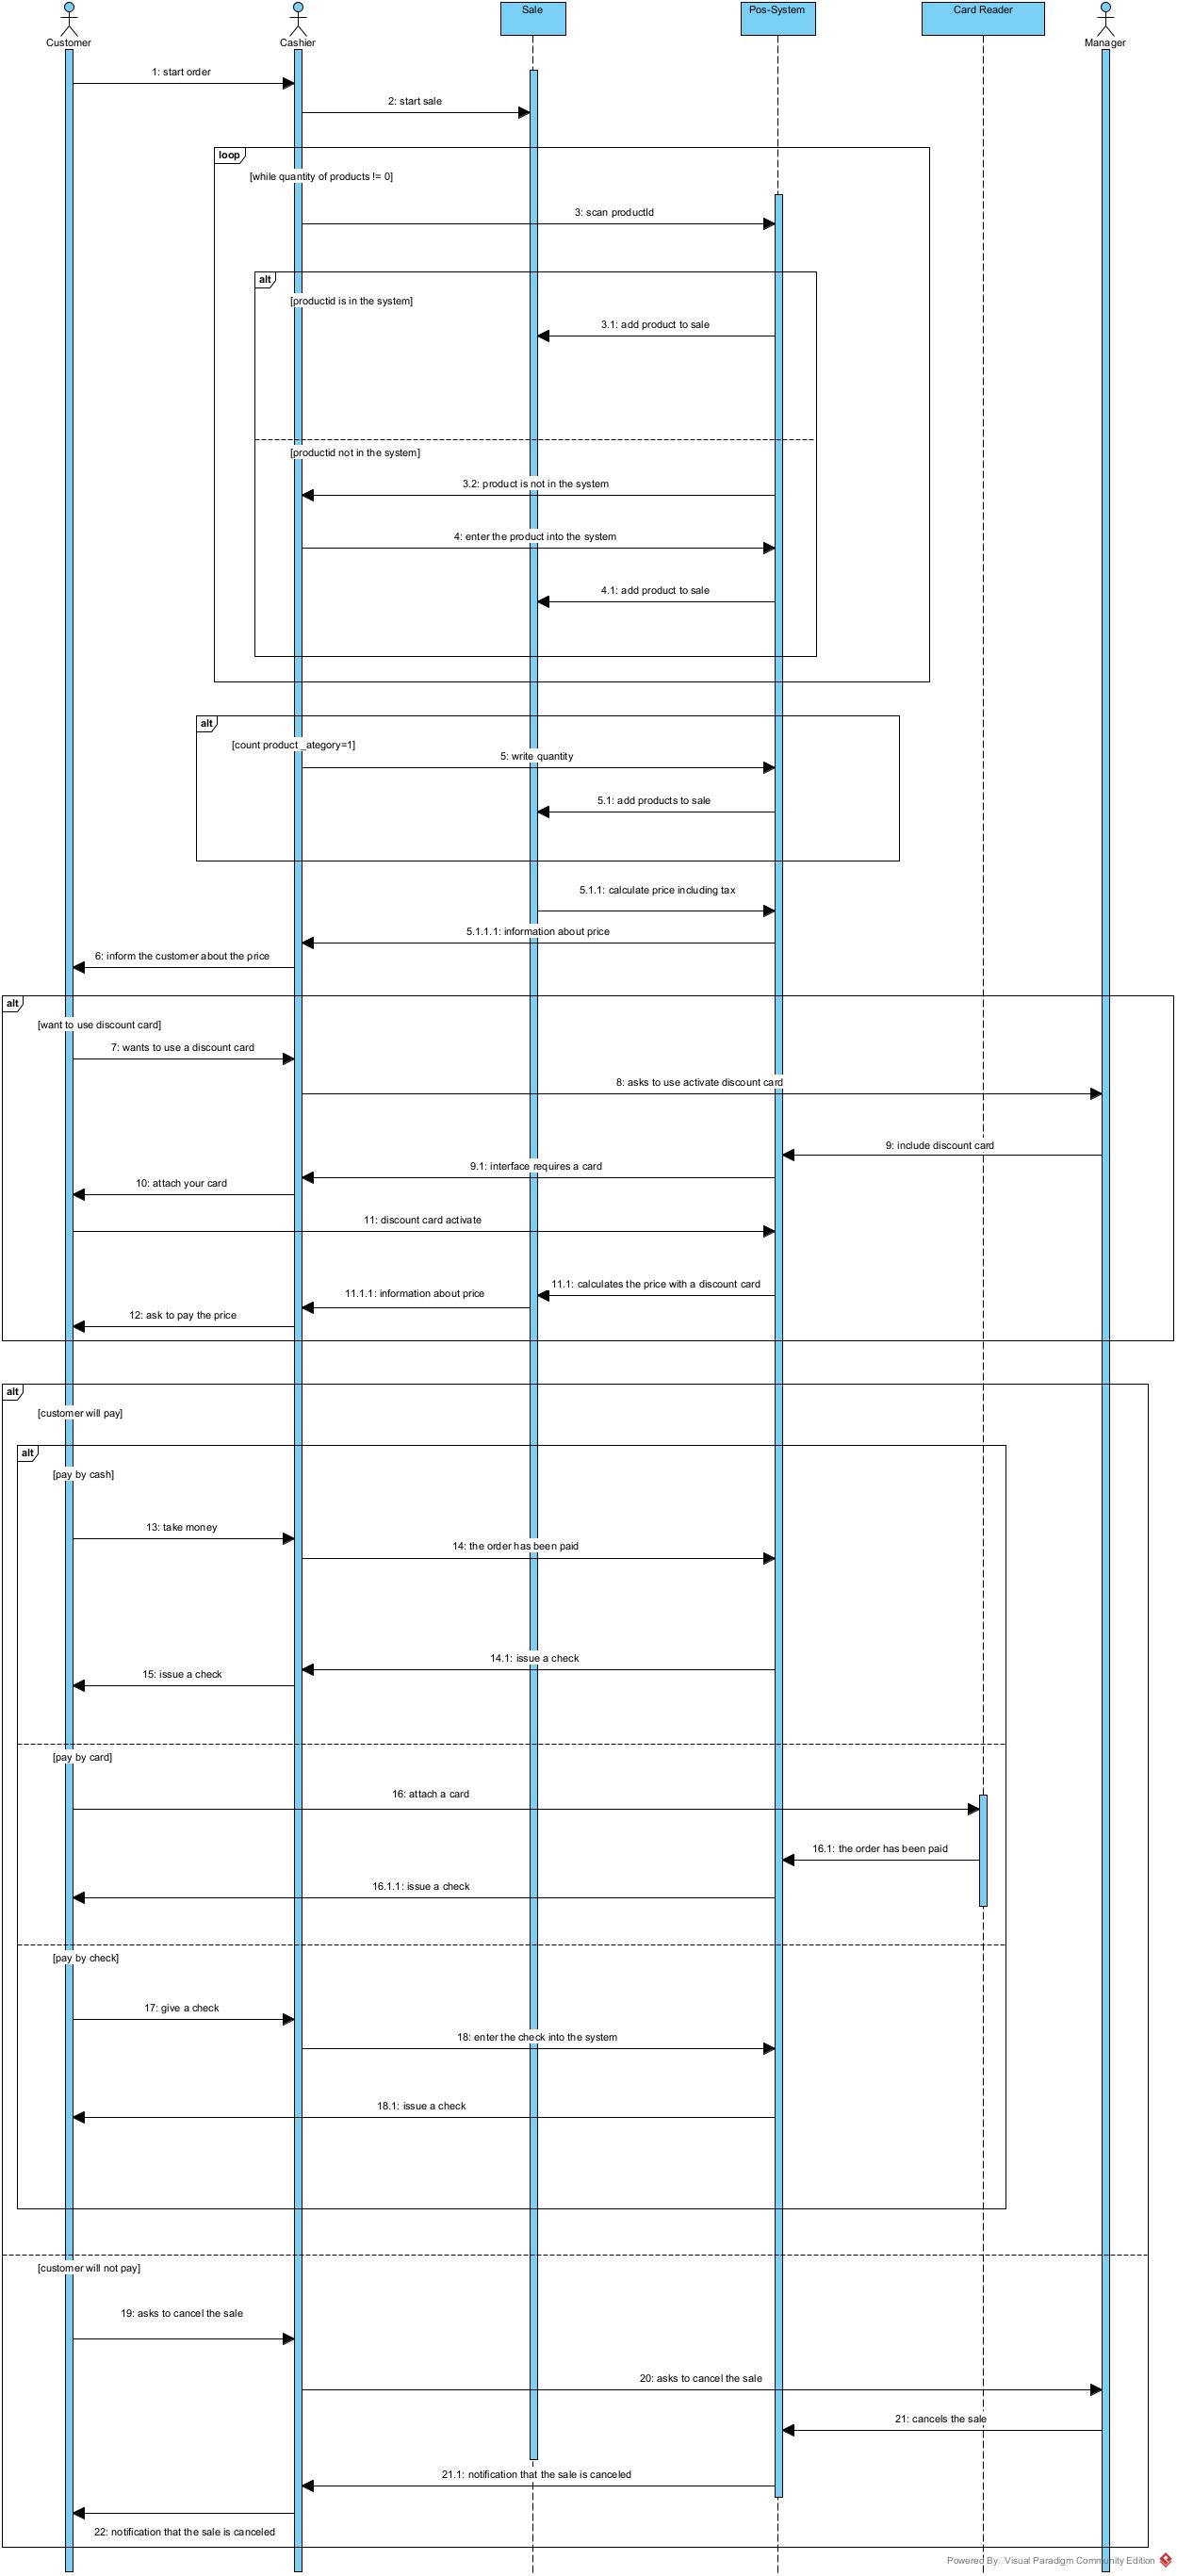 Customer
Cashier
Sale
Pos-System
Card Reader
Manager
1: start order
2: start sale
loop
[while quantity of products != 0]
3: scan productId
alt
[productid is in the system]
3.1: add product to sale
[productid not in the system]
3.2: product is not in the system
4: enter the product into the system
4.1: add product to sale
alt
[count product _ategory=1]
5: write quantity
5.1: add products to sale
5.1.1: calculate price including tax
5.1.1.1: information about price
6: inform the customer about the price
alt
[want to use discount card]
7: wants to use a discount card
8: asks to use activate discount card
9: include discount card
9.1: interface requires a card
10: attach your card
11: discount card activate
11.1: calculates the price with a discount card
11.1.1: information about price
12: ask to pay the price
alt
[customer will pay]
alt
[pay by cash]
13: take money
14: the order has been paid
14.1: issue a check
15: issue a check
[pay by card]
16: attach a card
16.1: the order has been paid
16.1.1: issue a check
[pay by check]
17: give a check
18: enter the check into the system
18.1: issue a check
[customer will not pay]
19: asks to cancel the sale
20: asks to cancel the sale
21: cancels the sale
21.1: notification that the sale is canceled
22: notification that the sale is canceled
Powered By: Visual Paradigm Community Edition